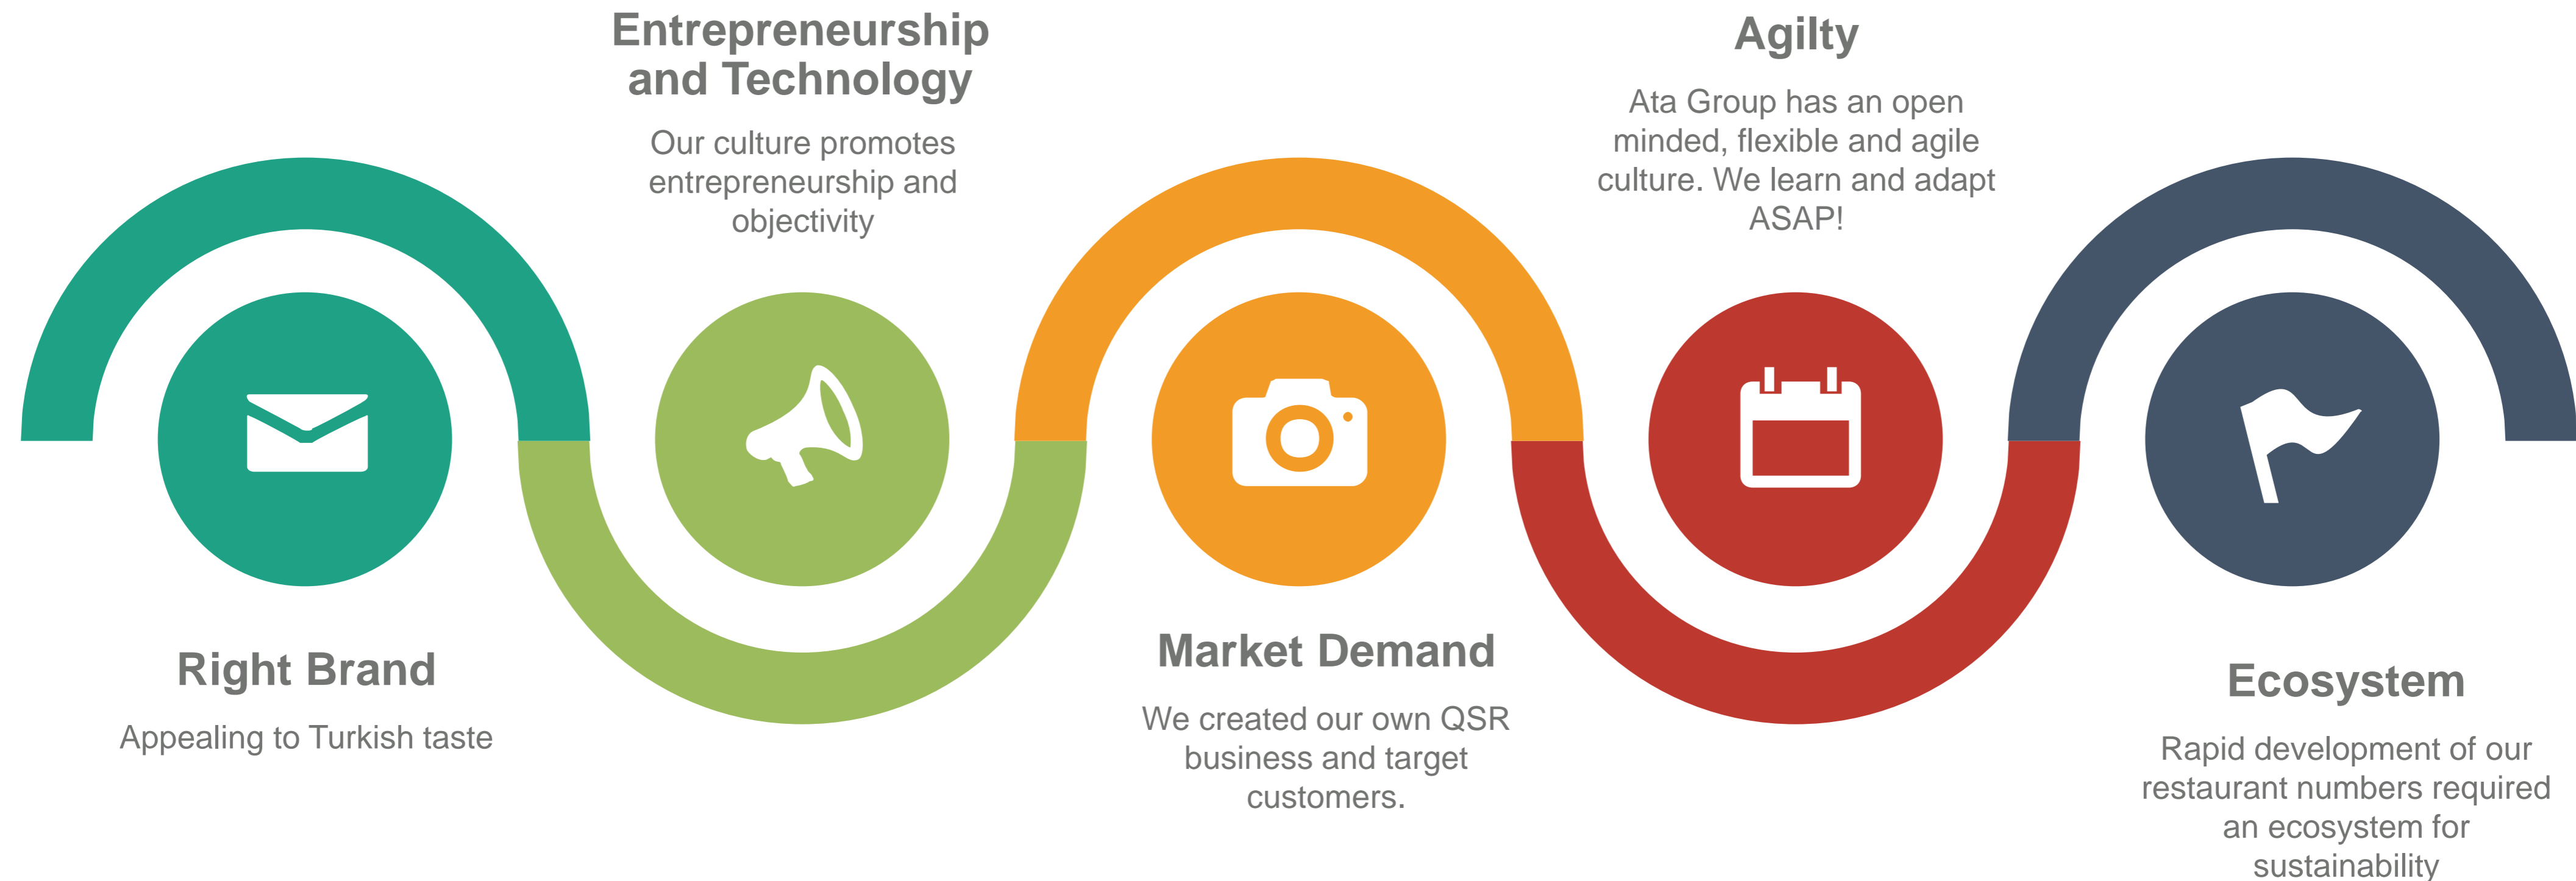 Right Brand
Appealing to Turkish taste
Entrepreneurship
and Technology
Our culture promotes
entrepreneurship and
objectivity
Market Demand
We created our own QSR
business and target
customers.
Agilty
Ata Group has an open
minded, flexible and agile
culture. We learn and adapt
ASAP!
Ecosystem
Rapid development of our
restaurant numbers required
an ecosystem for
sustainability